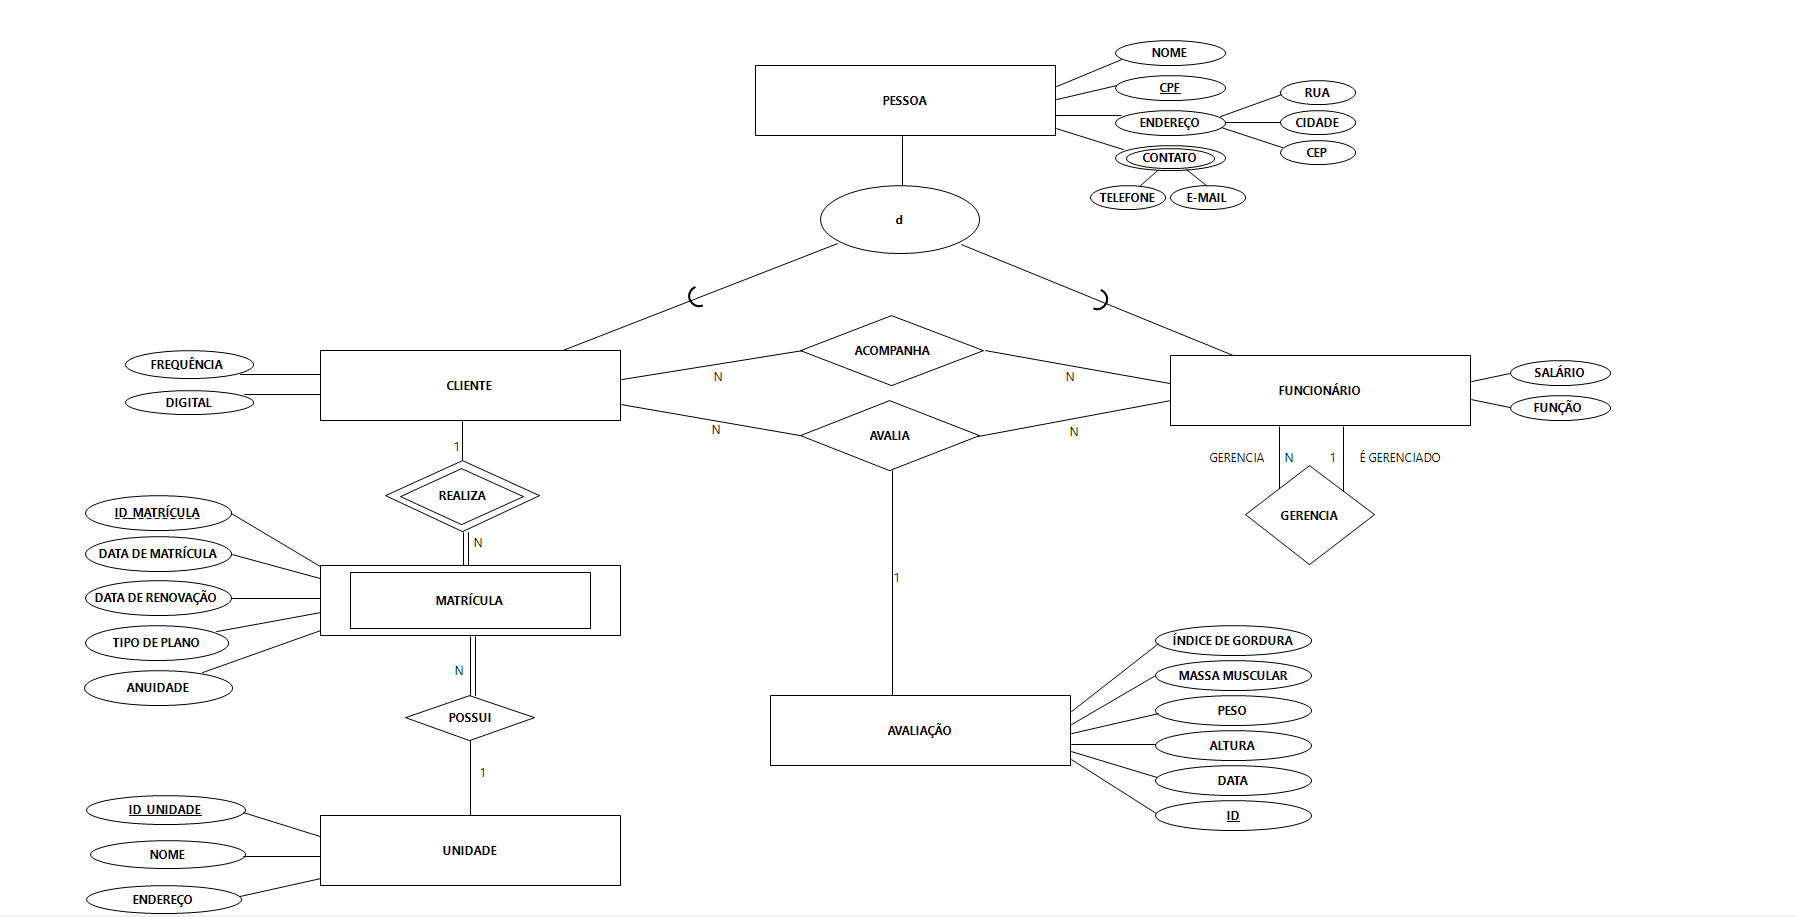 NOME
PESSOA
CPF
RUA
ENDEREÇO
CIDADE
CONTATO
CEP
TELEFONE
E-MAIL
d
ACOMPANHA
FREQUÊNCIA
CLIENTE
FUNCIONÁRIO
SALÁRIO
DIGITAL
FUNÇÃO
N
N
AVALIA
N
N
1
GERENCIA
N
1
É GERENCIADO
REALIZA
ID_MATRÍCULA
GERENCIA
N
DATA DE MATRÍCULA
1
DATA DE RENOVAÇÃO
MATRÍCULA
TIPO DE PLANO
ÍNDICE DE GORDURA
N
MASSA MUSCULAR
ANUIDADE
PESO
POSSUI
AVALIAÇÃO
ALTURA
1
DATA
ID_UNIDADE
ID
NOME
UNIDADE
ENDEREÇO